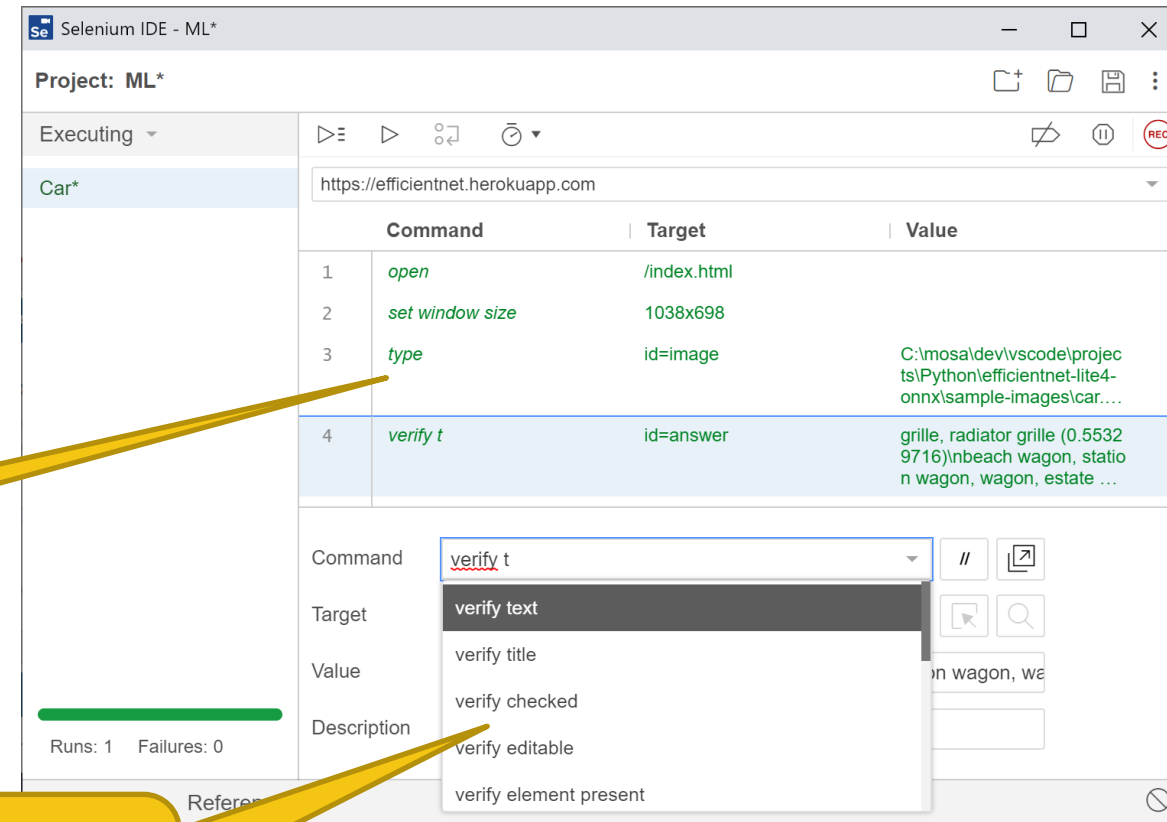 Se Selenium IDE - ML*
Project: ML*
Executing
REC
Car*
https://efficientnet.herokuapp.com
Command Target Value
1 open /index.html
2 set window size 1038x698
3 type id=image C:\mosa\dev\vscode\projec
ts\Python\efficientnet-lite4-
onnx\sample-images\car....
4 verify t id=answer grille, radiator grille (0.5532
9716)\nbeach wagon, statio
n wagon, wagon, estate ...
Command verify t //
Target verify text
verify title
Value on wagon, wa
verify checked
Description
verify editable
Runs: 1 Failures: 0
verify element present